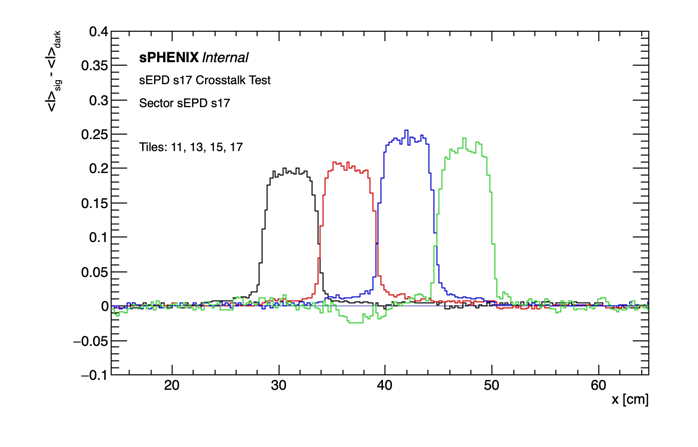 <I>sig - <I>dark
0.4
0.35
0.3
0.25
0.2
0.15
0.1
0.05
0
−0.05
−0.1
sPHENIX Internal
sEPD s17 Crosstalk Test
Sector sEPD s17
Tiles: 11, 13, 15, 17
20 30 40 50 60
x [cm]